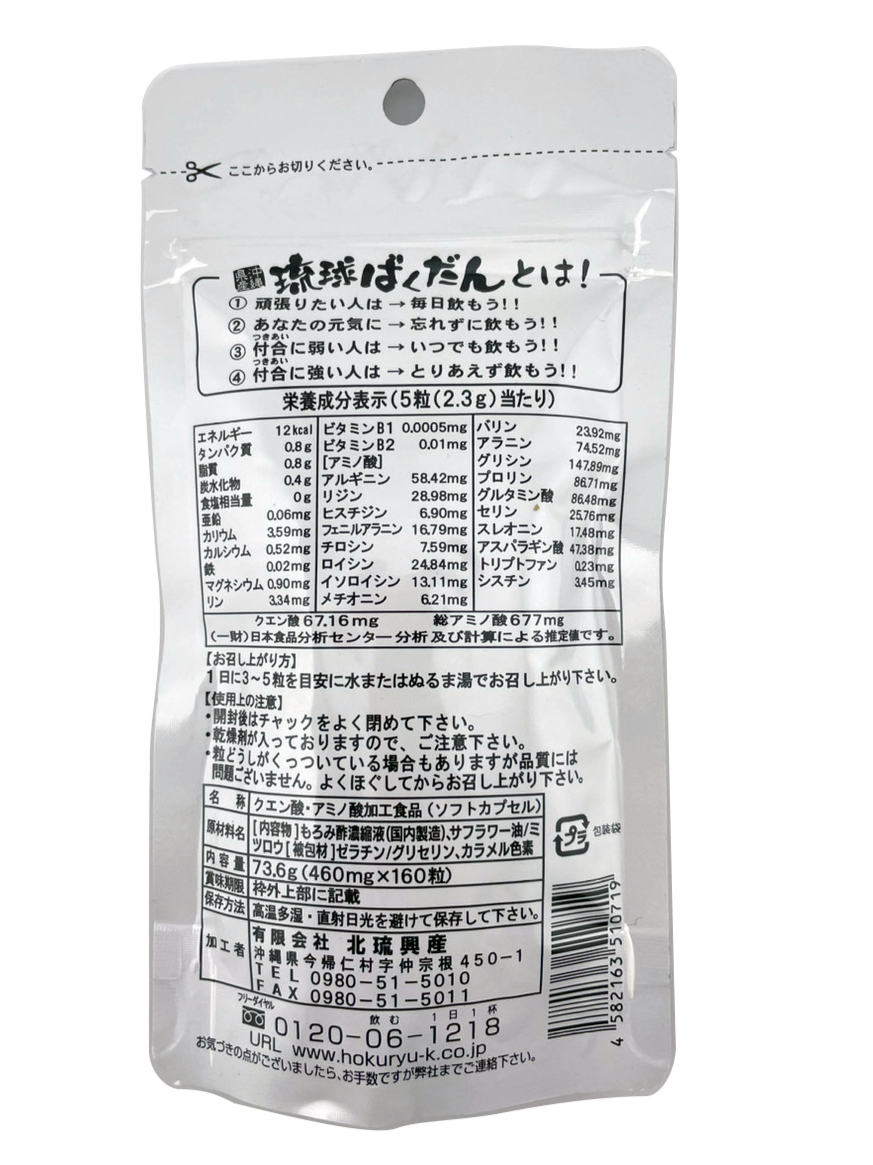 ここからお切りください。
沖縄県産 琉球ばくだんとは!
① 頑張りたい人は→毎日飲もう!!
② あなたの元気に→忘れずに飲もう!!
つきあい
③ 付合に弱い人は→いつでも飲もう!!
つきあい
④ 付合に強い人は→とりあえず飲もう!!
栄養成分表示(5粒(2.3g)当たり)
エネルギー 12kcal
タンパク質 0.8g
脂質 0.8g
炭水化物 0.4g
食塩相当量 0g
亜鉛 0.06mg
カリウム 3.59mg
カルシウム 0.52mg
鉄 0.02mg
マグネシウム 0.90mg
リン 3.34mg
ビタミンB1 0.0005mg
ビタミンB2 0.01mg
[アミノ酸]
アルギニン 58.42mg
リジン 28.98mg
ヒスチジン 6.90mg
フェニルアラニン 16.79mg
チロシン 7.59mg
ロイシン 24.84mg
イソロイシン 13.11mg
メチオニン 6.21mg
バリン 23.92mg
アラニン 74.52mg
グリシン 147.89mg
プロリン 86.71mg
グルタミン酸 86.48mg
セリン 25.76mg
スレオニン 17.48mg
アスパラギン酸 47.38mg
トリプトファン 0.23mg
シスチン 3.45mg
クエン酸67.16mg 総アミノ酸677mg
(一財)日本食品分析センター分析及び計算による推定値です。
【お召し上がり方】
1日に3~5粒を目安に水またはぬるま湯でお召し上がり下さい。
【使用上の注意】
・開封後はチャックをよく閉めて下さい。
・乾燥剤が入っておりますので、ご注意下さい。
・粒どうしがくっついている場合もありますが品質には
問題ございません。よくほぐしてからお召し上がり下さい。
名称 クエン酸・アミノ酸加工食品(ソフトカプセル)
原材料名 [内容物]もろみ酢濃縮液(国内製造)、サフラワー油/ミ
ツロウ[被包材]ゼラチン/グリセリン、カラメル色素
内容量 73.6g(460mg×160粒)
賞味期限 枠外上部に記載
保存方法 高温多湿・直射日光を避けて保存して下さい。
加工者 有限会社 北琉興産
沖縄県今帰仁村字仲宗根450-1
TEL 0980-51-5010
FAX 0980-51-5011
プラ 包装袋
4 582163 510719
フリーダイヤル 飲む 1日1杯
0120-06-1218
URL www.hokuryu-k.co.jp
お気づきの点がございましたら、お手数ですが弊社までご連絡下さい。